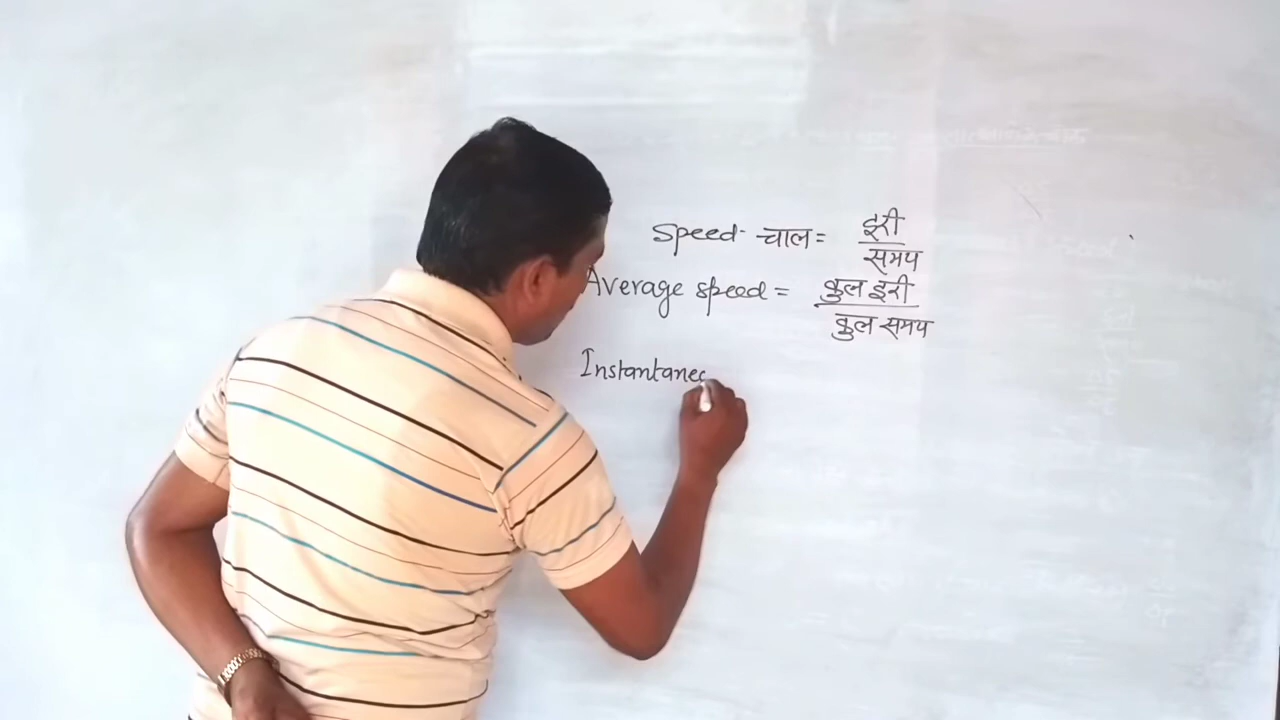 Speed चाल = दूरी
समय
Average speed = कुल दूरी
कुल समय
Instantaneo